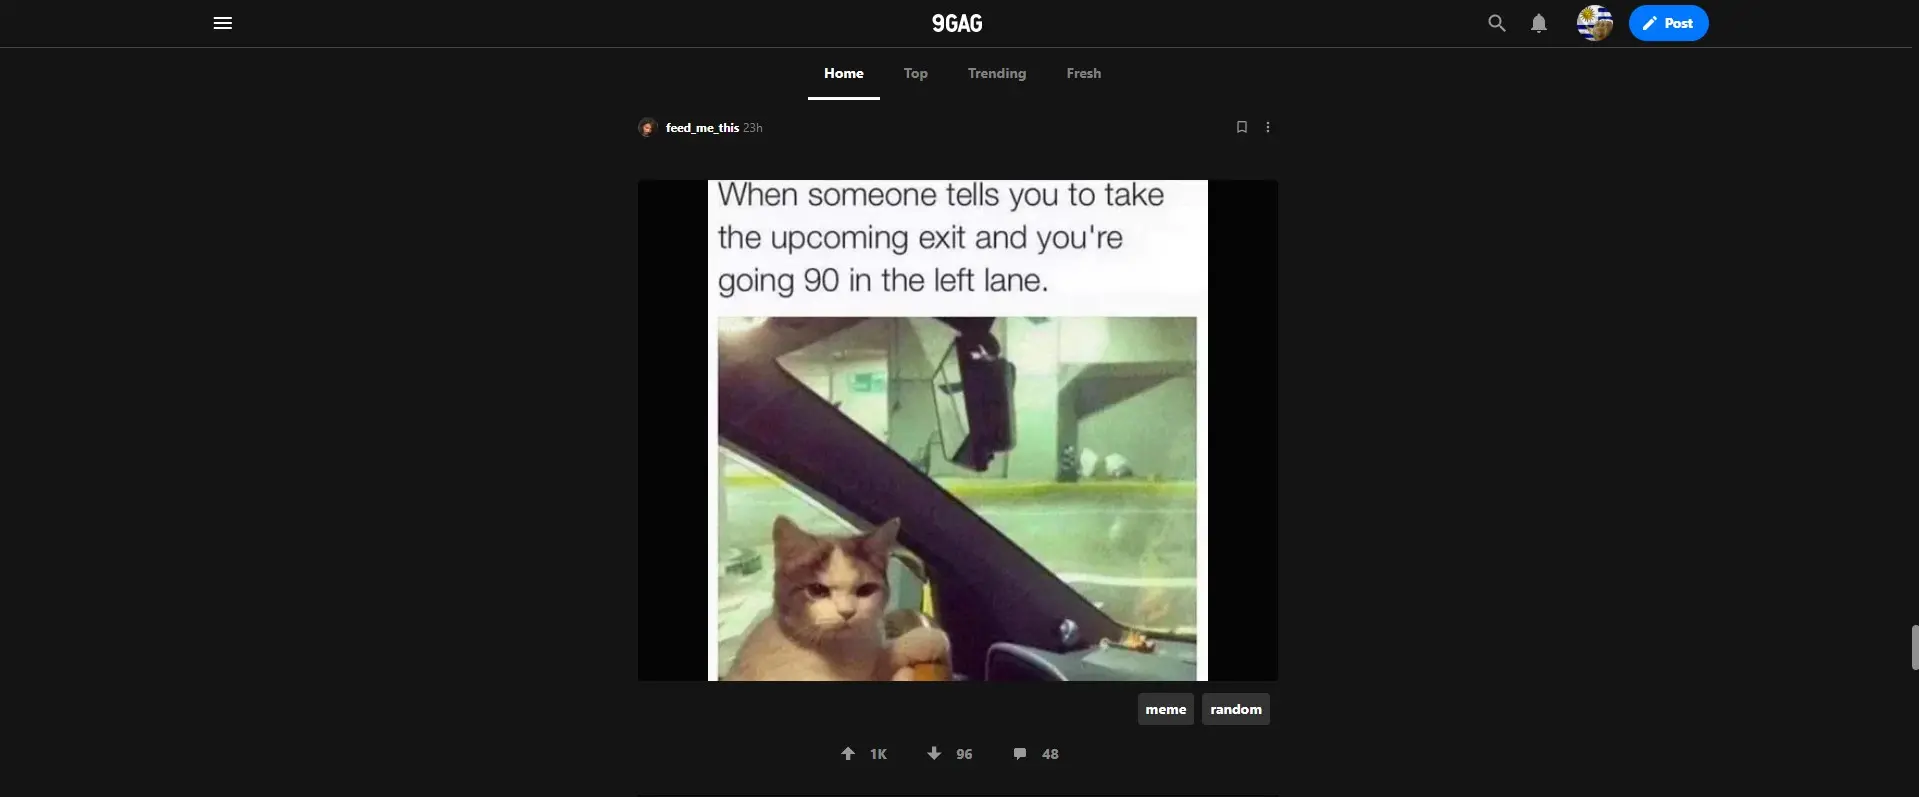 9GAG
Post
Home
Top
Trending
Fresh
feed_me_this 23h
When someone tells you to take
the upcoming exit and you're
going 90 in the left lane.
meme
random
1K
96
48